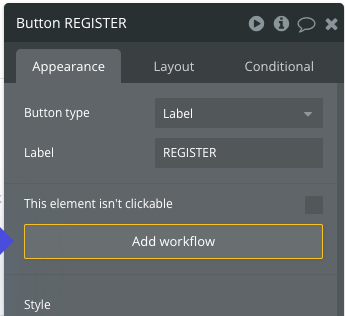 Button REGISTER
Appearance Layout Conditional
Button type Label
Label REGISTER
This element isn't clickable
Add workflow
Style